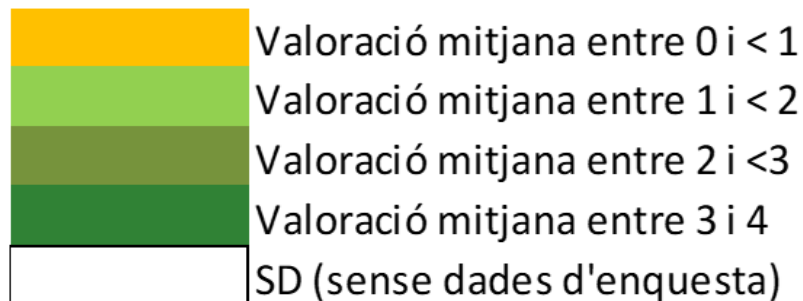 Valoració mitjana entre 0 i < 1
Valoració mitjana entre 1 i < 2
Valoració mitjana entre 2 i <3
Valoració mitjana entre 3 i 4
SD (sense dades d'enquesta)